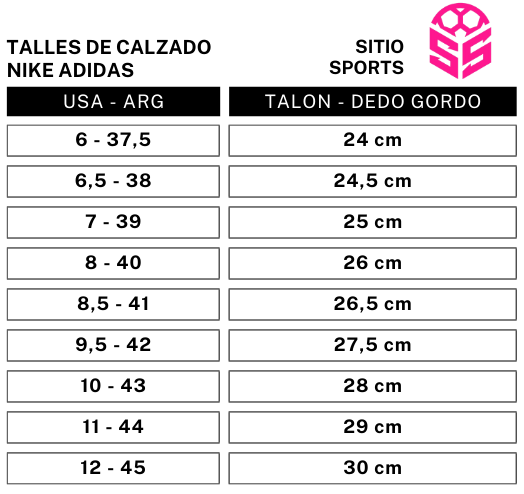 TALLES DE CALZADO
NIKE ADIDAS
SITIO
SPORTS
USA - ARG TALON - DEDO GORDO
6 - 37,5 24 cm
6,5 - 38 24,5 cm
7 - 39 25 cm
8 - 40 26 cm
8,5 - 41 26,5 cm
9,5 - 42 27,5 cm
10 - 43 28 cm
11 - 44 29 cm
12 - 45 30 cm